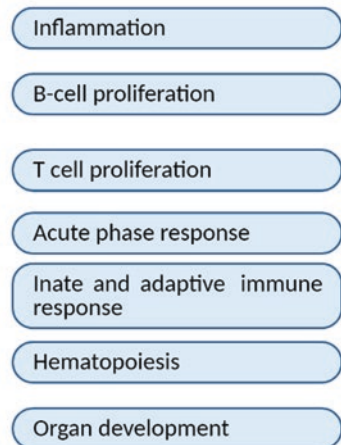 Inflammation
B-cell proliferation
T cell proliferation
Acute phase response
Inate and adaptive immune
response
Hematopoiesis
Organ development